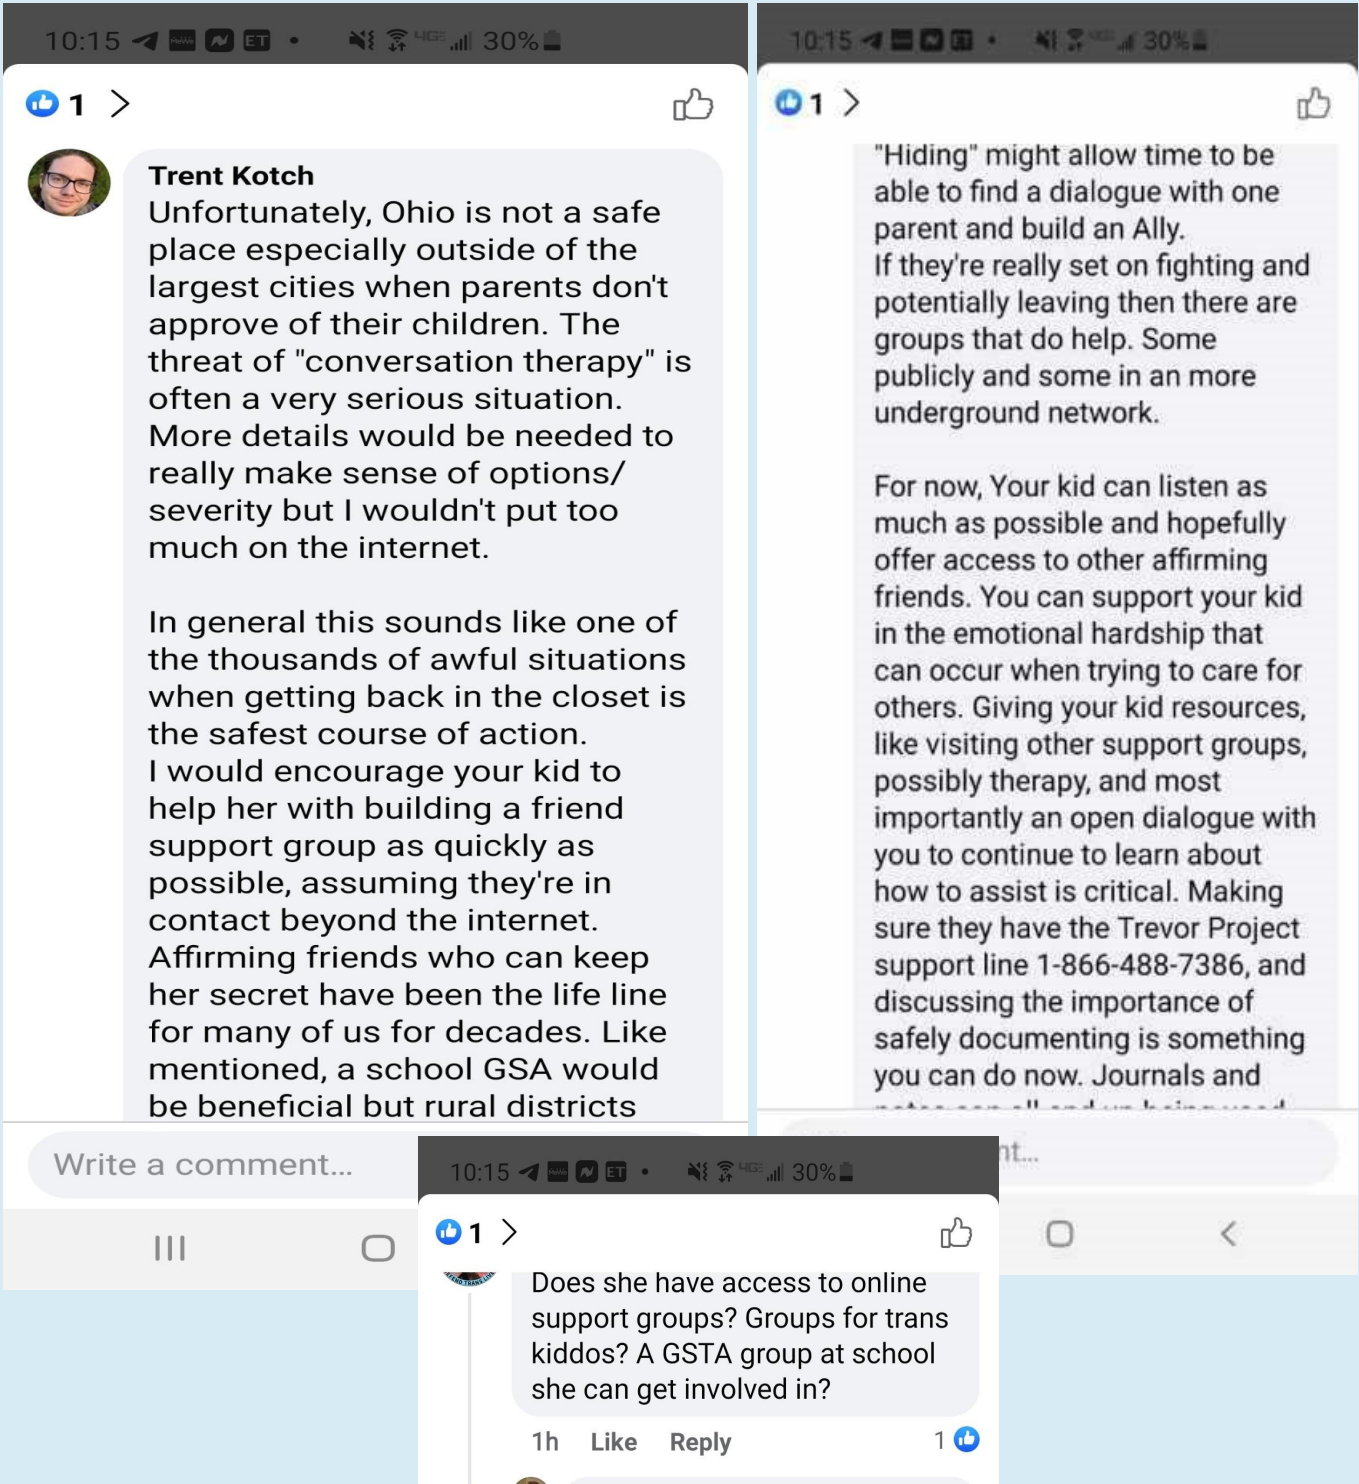 10:15 ET 4GE 30%
1
Trent Kotch
Unfortunately, Ohio is not a safe
place especially outside of the
largest cities when parents don't
approve of their children. The
threat of "conversation therapy" is
often a very serious situation.
More details would be needed to
really make sense of options/
severity but I wouldn't put too
much on the internet.
In general this sounds like one of
the thousands of awful situations
when getting back in the closet is
the safest course of action.
I would encourage your kid to
help her with building a friend
support group as quickly as
possible, assuming they're in
contact beyond the internet.
Affirming friends who can keep
her secret have been the life line
for many of us for decades. Like
mentioned, a school GSA would
be beneficial but rural districts
Write a comment...
10:15 ET 30%
1
"Hiding" might allow time to be
able to find a dialogue with one
parent and build an Ally.
If they're really set on fighting and
potentially leaving then there are
groups that do help. Some
publicly and some in an more
underground network.
For now, Your kid can listen as
much as possible and hopefully
offer access to other affirming
friends. You can support your kid
in the emotional hardship that
can occur when trying to care for
others. Giving your kid resources,
like visiting other support groups,
possibly therapy, and most
importantly an open dialogue with
you to continue to learn about
how to assist is critical. Making
sure they have the Trevor Project
support line 1-866-488-7386, and
discussing the importance of
safely documenting is something
you can do now. Journals and
nt...
10:15 ET 4GE 30%
1
Does she have access to online
support groups? Groups for trans
kiddos? A GSTA group at school
she can get involved in?
1h Like Reply 1